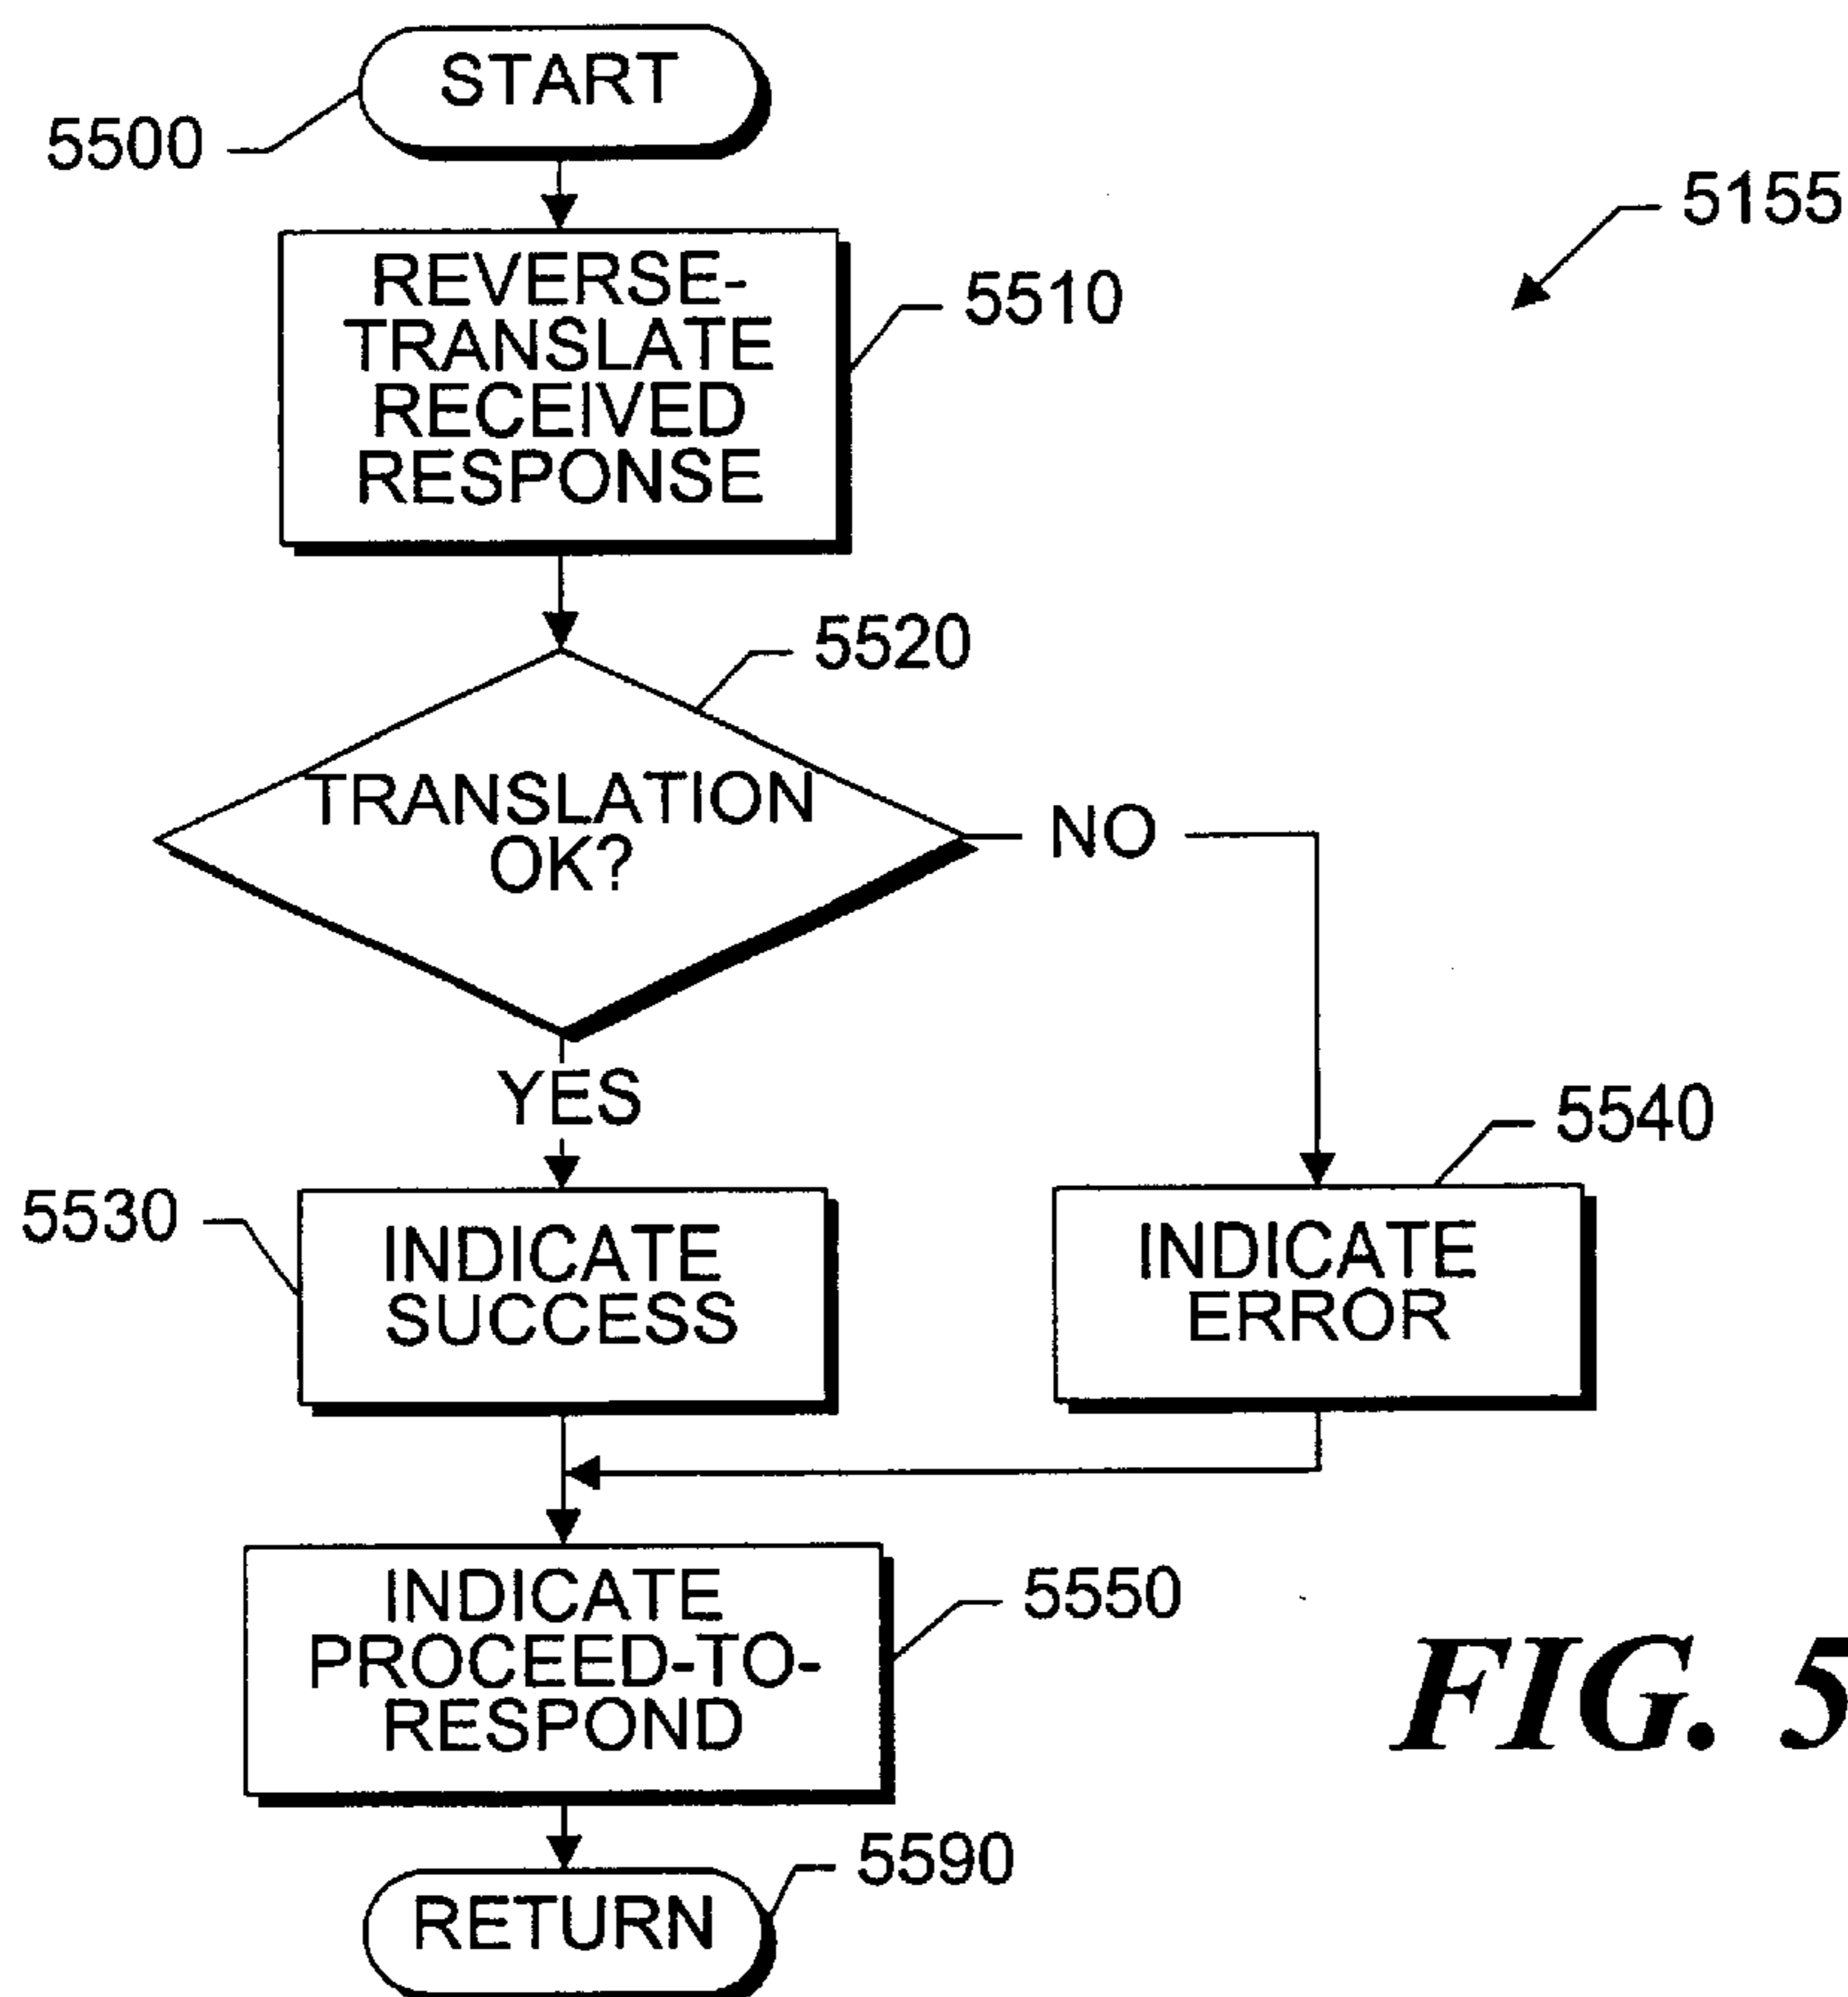 START
5500
5155
REVERSE-
TRANSLATE
RECEIVED
RESPONSE
5510
5520
TRANSLATION
OK?
NO
YES
5540
5530
INDICATE
SUCCESS
INDICATE
ERROR
INDICATE
PROCEED-TO-
RESPOND
5550
FIG. 5
5590
RETURN